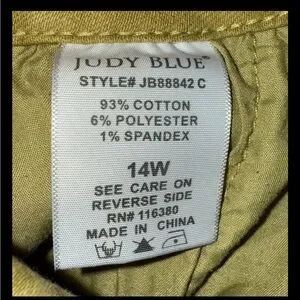 JUDY BLUE™
STYLE# JB88842 C
93% COTTON
6% POLYESTER
1% SPANDEX
14W
SEE CARE ON
REVERSE SIDE
RN# 116380
MADE IN CHINA